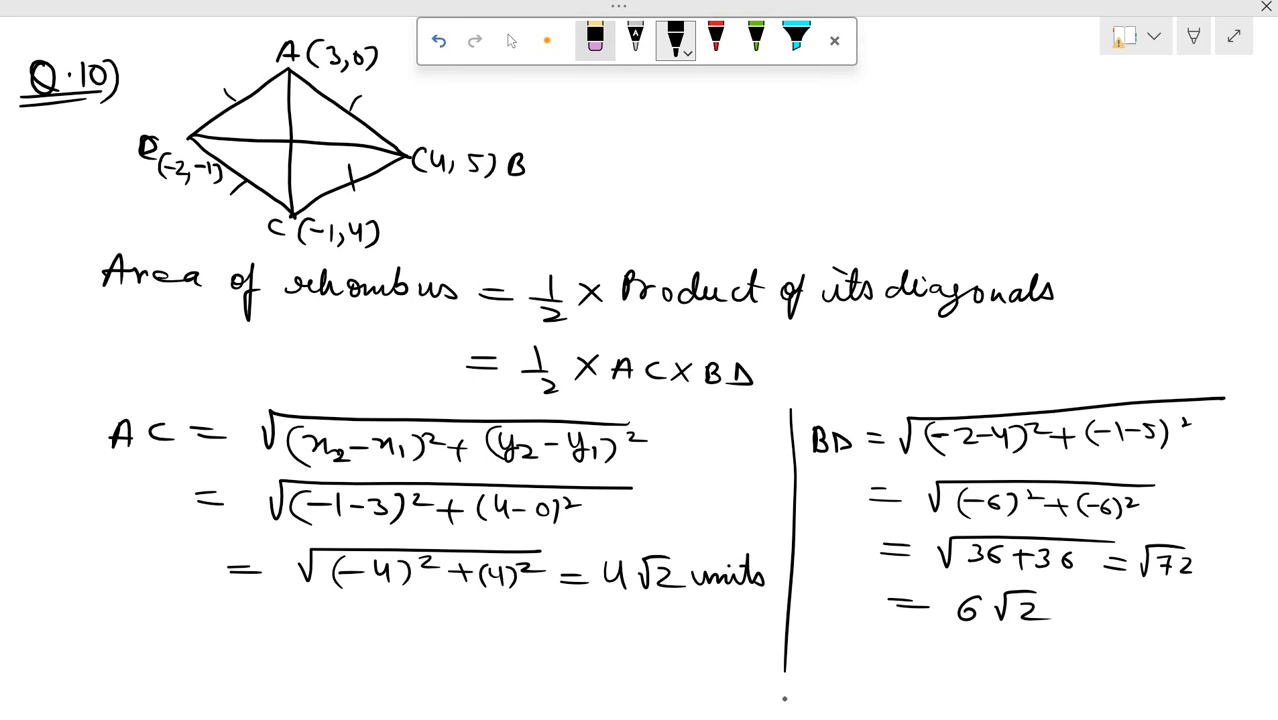 Q.10)
A(3,0)
D(-2,-1)
(4, 5) B
C (-1,4)
Area of rhombus = 1/2 × Product of its diagonals
= 1/2 × AC × BD
AC = √(x₂-x₁)²+(y₂-y₁)²
= √(-1-3)²+(4-0)²
= √(-4)²+(4)² = 4√2 units
BD = √(-2-4)²+(-1-5)²
= √(-6)²+(-6)²
= √36+36 = √72
= 6√2